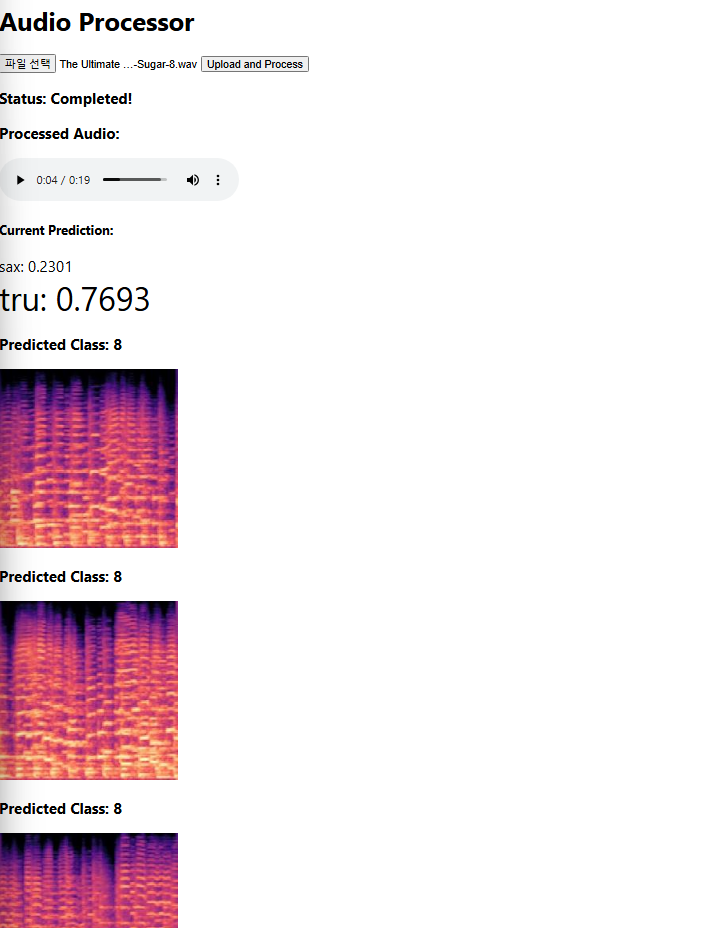 Audio Processor
파일 선택 The Ultimate ...-Sugar-8.wav Upload and Process
Status: Completed!
Processed Audio:
0:04 / 0:19
Current Prediction:
sax: 0.2301
tru: 0.7693
Predicted Class: 8
Predicted Class: 8
Predicted Class: 8